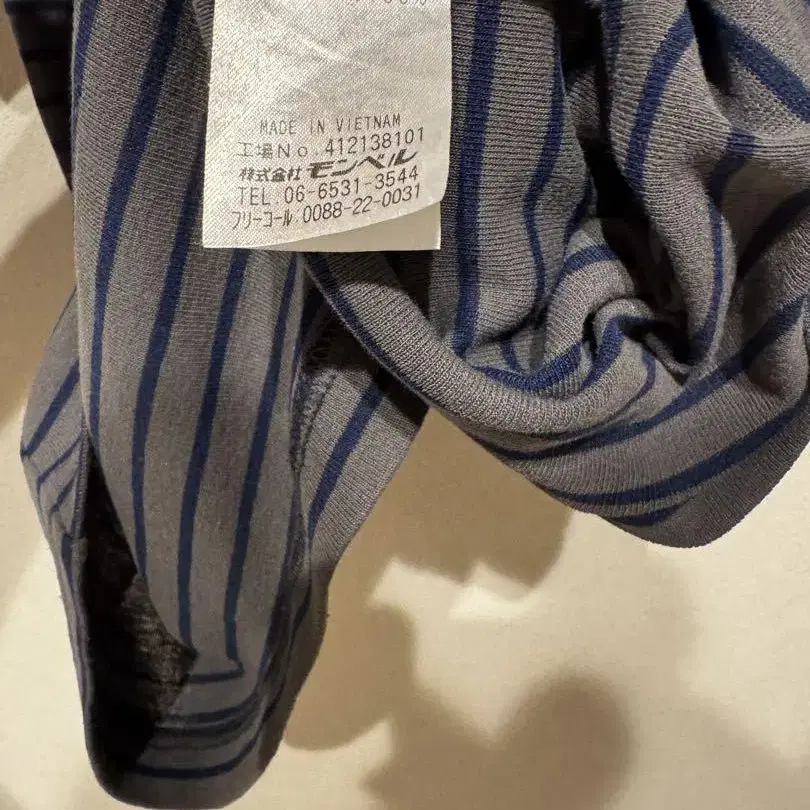 MADE IN VIETNAM
工場No.412138101
株式会社 モンベル
TEL: 06-6531-3544
フリーコール 0088-22-0031